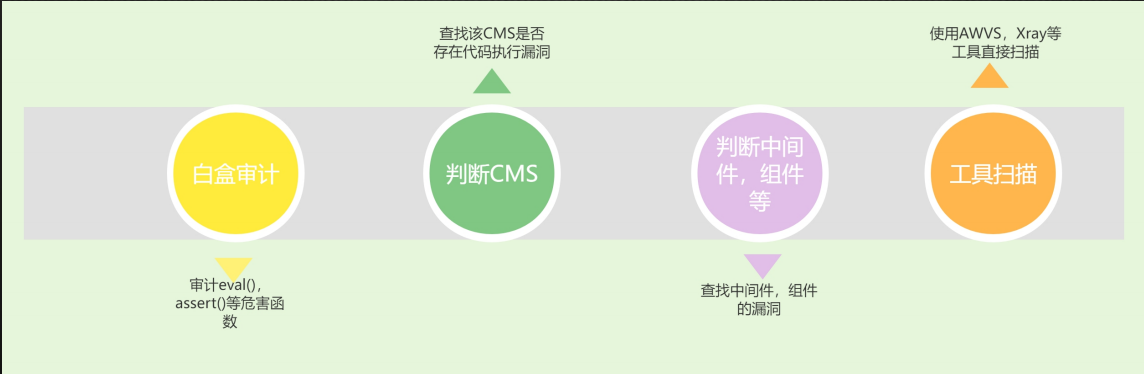 查找该CMS是否
存在代码执行漏洞
使用AWVS，Xray等
工具直接扫描
白盒审计
判断CMS
判断中间
件，组件
等
工具扫描
审计eval()，
assert()等危害函
数
查找中间件，组件
的漏洞